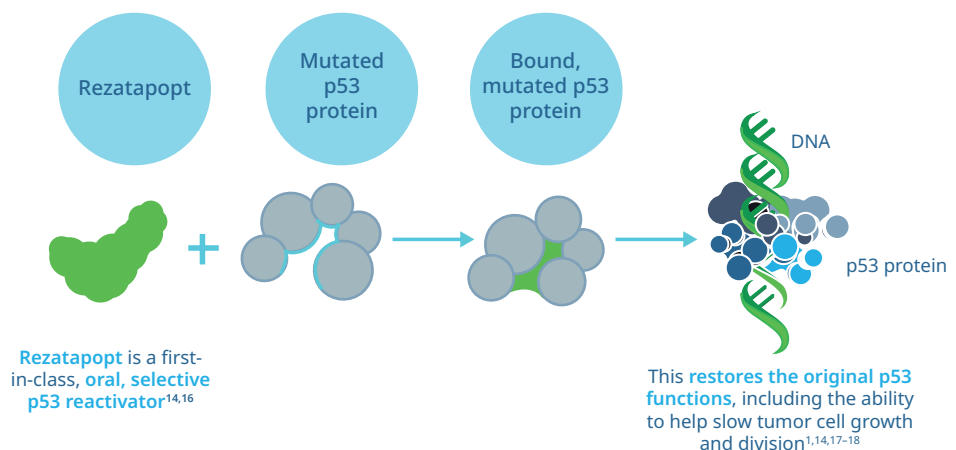 Rezatapopt
Mutated
p53
protein
Bound,
mutated p53
protein
DNA
p53 protein
Rezatapopt is a first-
in-class, oral, selective
p53 reactivator14,16
This restores the original p53
functions, including the ability
to help slow tumor cell growth
and division1,14,17–18